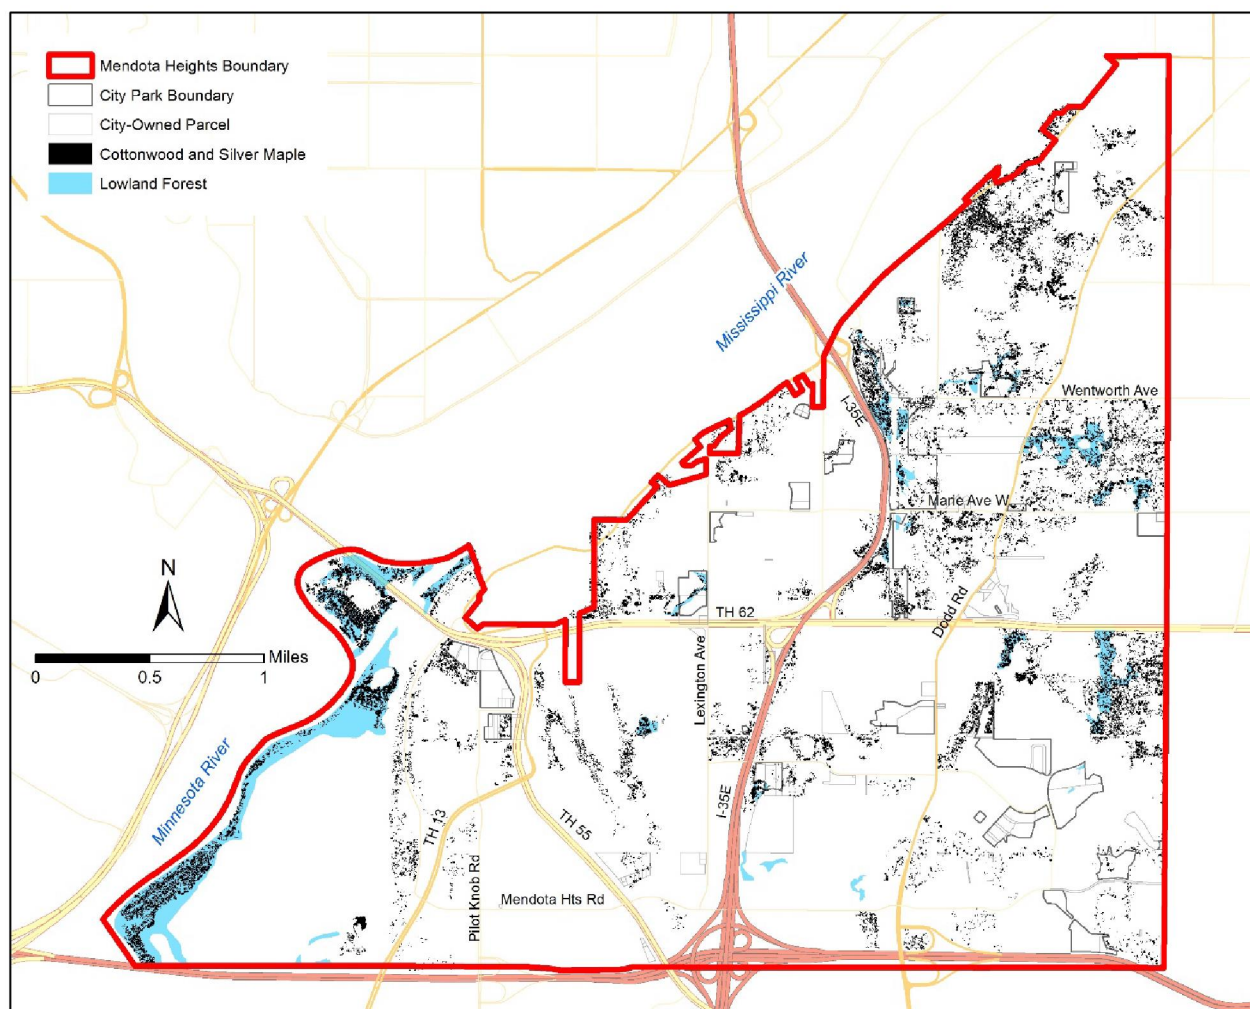 Mendota Heights Boundary
City Park Boundary
City-Owned Parcel
Cottonwood and Silver Maple
Lowland Forest
Mississippi River
I-35E
Wentworth Ave
Marie Ave W
N
Miles
0 0.5 1
TH 62
Dodd Rd
Lexington Ave
Minnesota River
TH 13
TH 55
I-35E
Pilot Knob Rd
Mendota Hts Rd